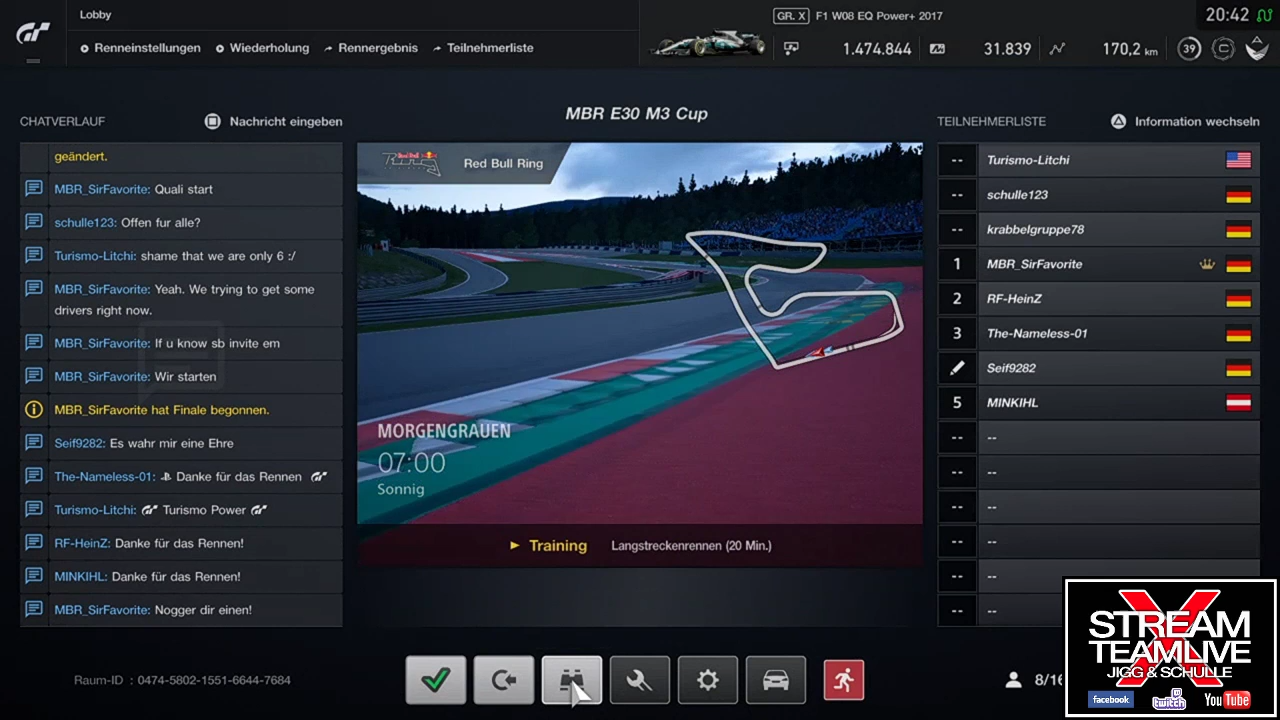 Lobby
Renneinstellungen
Wiederholung
Rennergebnis
Teilnehmerliste
GR. X
F1 W08 EQ Power+ 2017
1.474.844
31.839
170,2 km
39
20:42
CHATVERLAUF
Nachricht eingeben
geändert.
MBR_SirFavorite: Quali start
schulle123: Offen fur alle?
Turismo-Litchi: shame that we are only 6 :/
MBR_SirFavorite: Yeah. We trying to get some
drivers right now.
MBR_SirFavorite: If u know sb invite em
MBR_SirFavorite: Wir starten
MBR_SirFavorite hat Finale begonnen.
Seif9282: Es wahr mir eine Ehre
The-Nameless-01: Danke für das Rennen
Turismo-Litchi: Turismo Power
RF-HeinZ: Danke für das Rennen!
MINKIHL: Danke für das Rennen!
MBR_SirFavorite: Nogger dir einen!
MBR E30 M3 Cup
Red Bull Ring
MORGENGRAUEN
07:00
Sonnig
Training
Langstreckenrennen (20 Min.)
TEILNEHMERLISTE
Information wechseln
-- Turismo-Litchi
-- schulle123
-- krabbelgruppe78
1 MBR_SirFavorite
2 RF-HeinZ
3 The-Nameless-01
Seif9282
5 MINKIHL
-- --
-- --
-- --
-- --
-- --
-- --
Raum-ID : 0474-5802-1551-6644-7684
8/16
X
STREAM
TEAMLIVE
JIGG & SCHULLE
facebook
twitch
YouTube